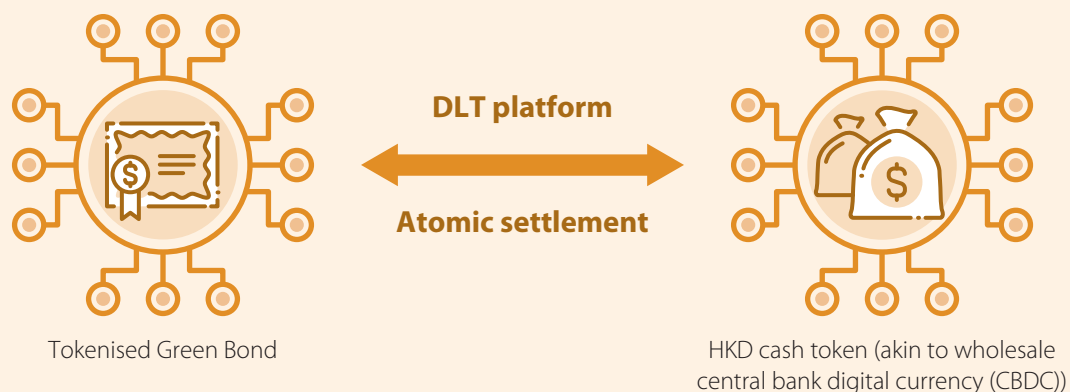 DLT platform
Atomic settlement
$
$
Tokenised Green Bond
HKD cash token (akin to wholesale
central bank digital currency (CBDC))